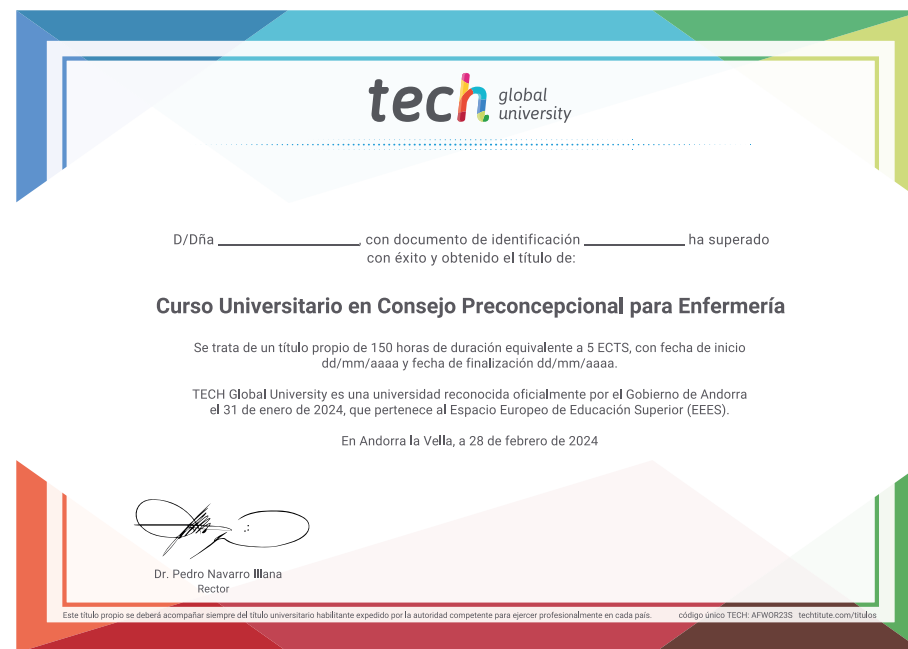 tech global university
D/Dña ____________________, con documento de identificación ______________ ha superado
con éxito y obtenido el título de:
Curso Universitario en Consejo Preconcepcional para Enfermería
Se trata de un título propio de 150 horas de duración equivalente a 5 ECTS, con fecha de inicio
dd/mm/aaaa y fecha de finalización dd/mm/aaaa.
TECH Global University es una universidad reconocida oficialmente por el Gobierno de Andorra
el 31 de enero de 2024, que pertenece al Espacio Europeo de Educación Superior (EEES).
En Andorra la Vella, a 28 de febrero de 2024
Dr. Pedro Navarro Illana
Rector
Este título propio se deberá acompañar siempre del título universitario habilitante expedido por la autoridad competente para ejercer profesionalmente en cada país. código único TECH: AFWOR23S techtitute.com/titulos